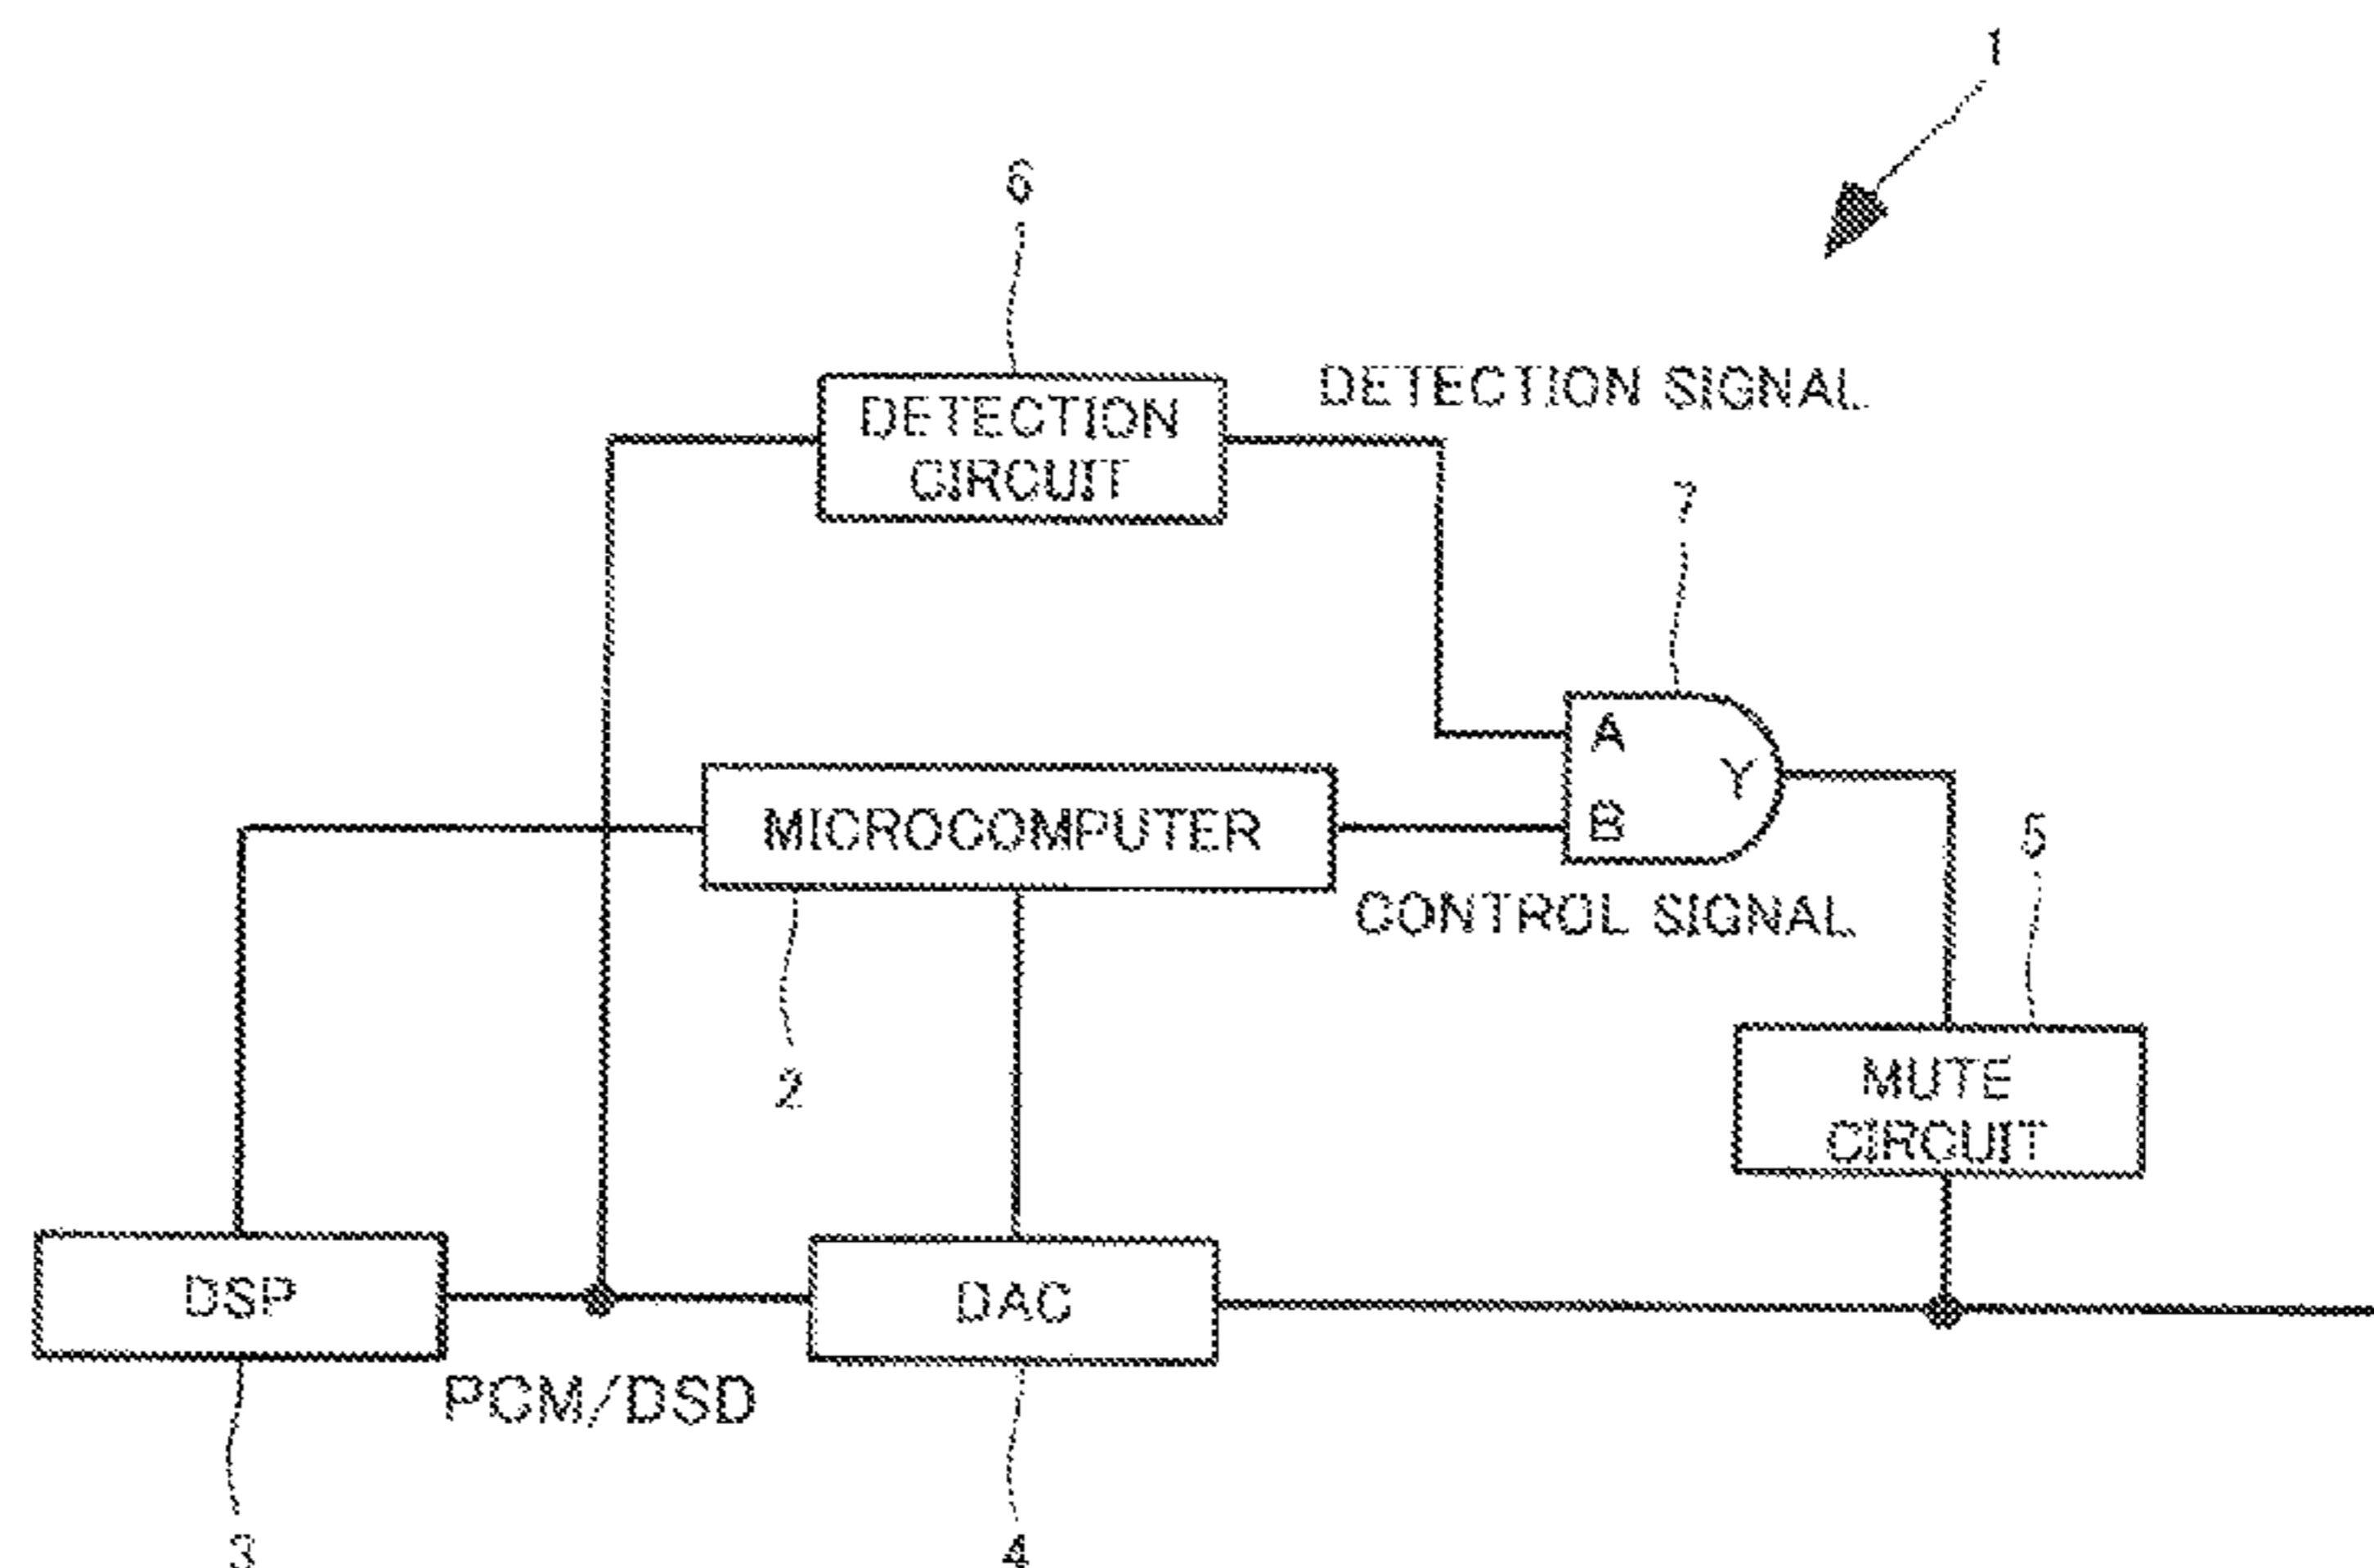 1
6
DETECTION
CIRCUIT
DETECTION SIGNAL
7
A
Y
B
MICROCOMPUTER
CONTROL SIGNAL
5
2
MUTE
CIRCUIT
DSP
DAC
PCM/DSD
3
4